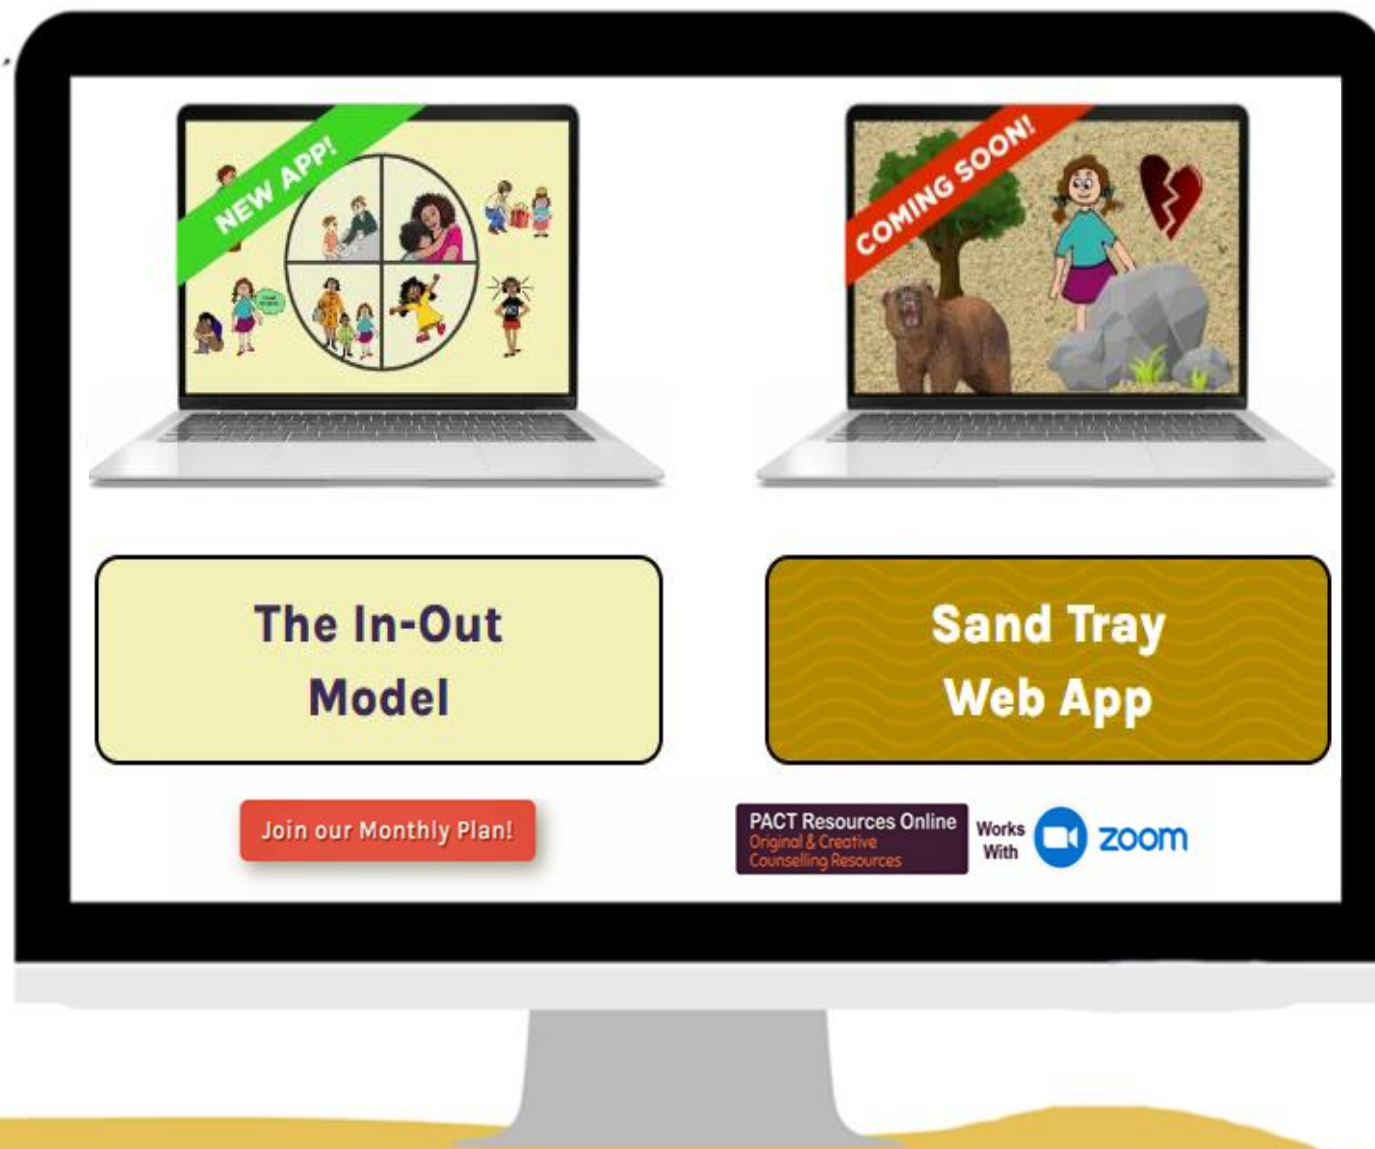 NEW APP!
COMING SOON!
The In-Out
Model
Sand Tray
Web App
Join our Monthly Plan!
PACT Resources Online
Original & Creative
Counselling Resources
Works
With
zoom